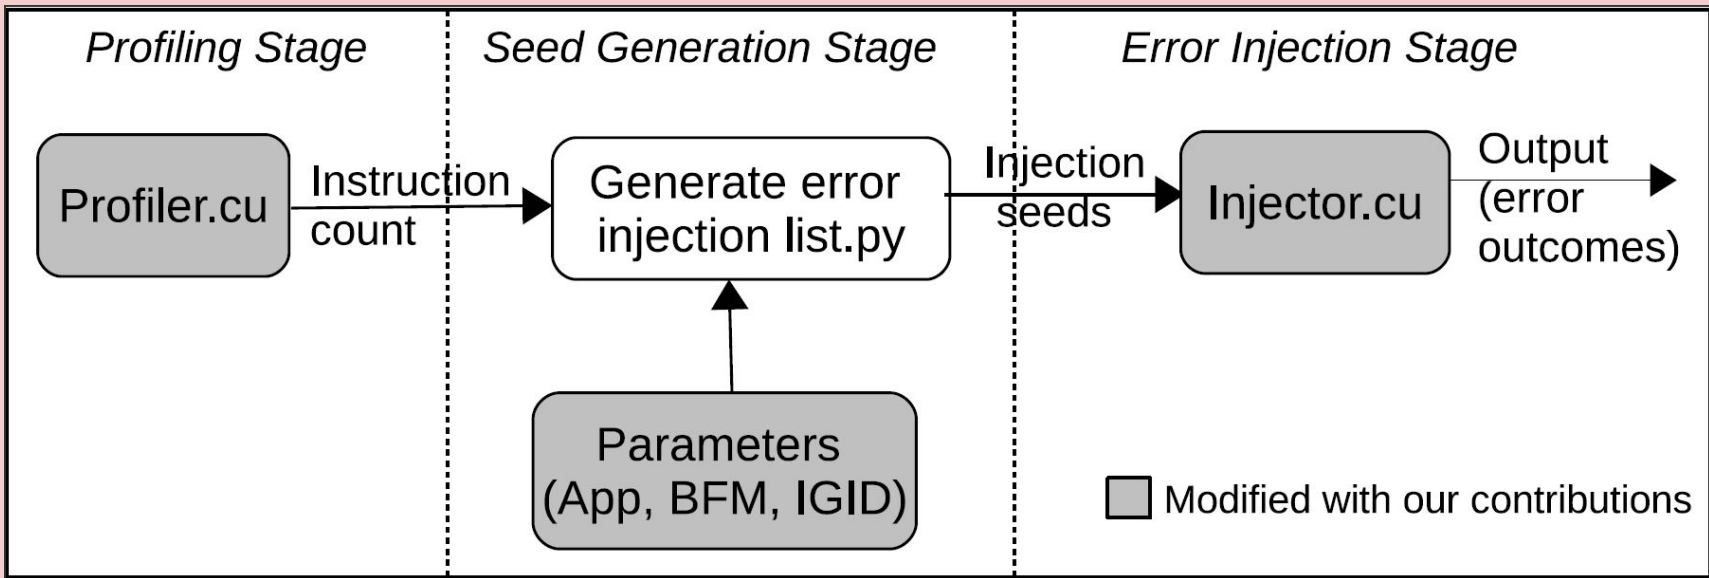 Profiling Stage
Seed Generation Stage
Error Injection Stage
Profiler.cu
Instruction
count
Generate error
injection list.py
Injection
seeds
Injector.cu
Output
(error
outcomes)
Parameters
(App, BFM, IGID)
Modified with our contributions